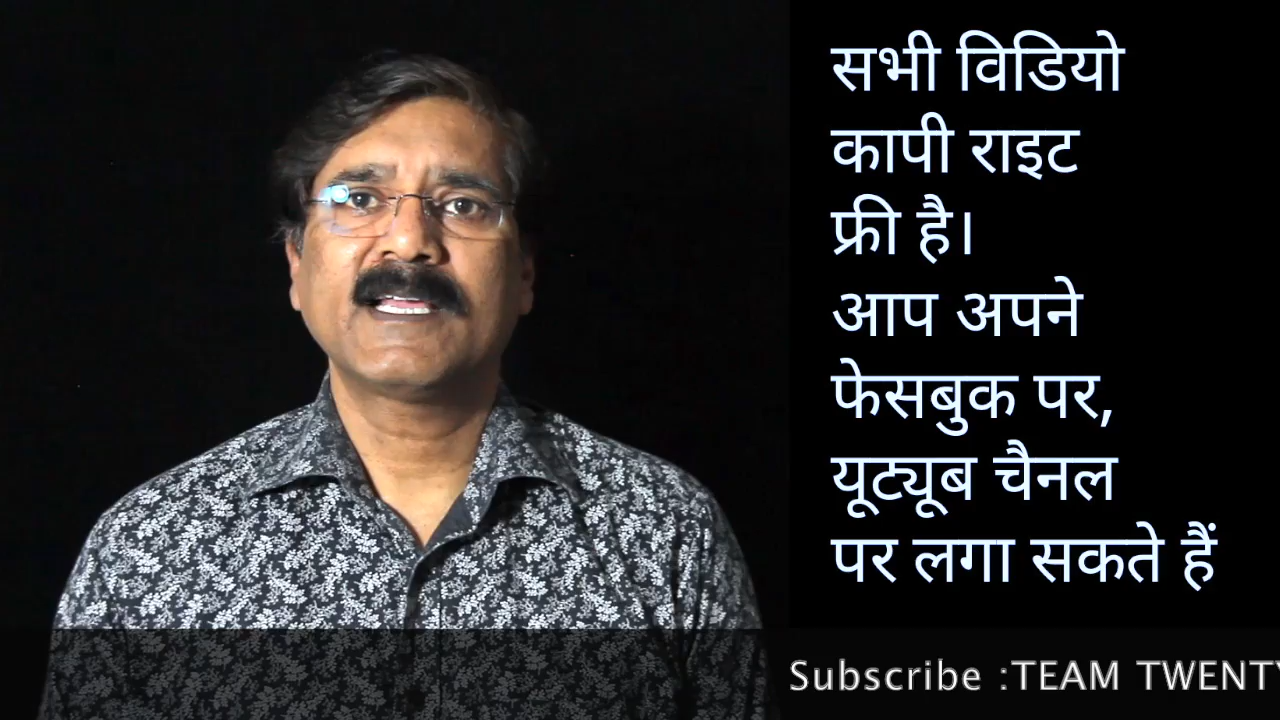 सभी विडियो
कापी राइट
फ्री है।
आप अपने
फेसबुक पर,
यूट्यूब चैनल
पर लगा सकते हैं
Subscribe :TEAM TWENTY